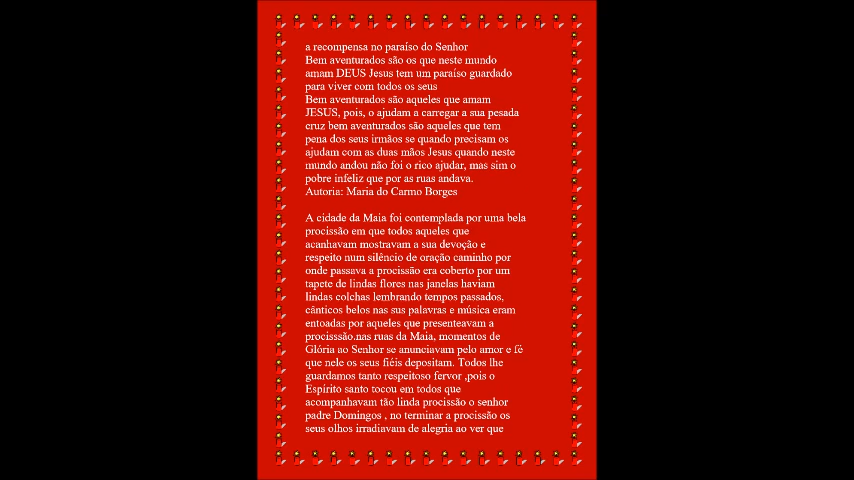 a recompensa no paraíso do Senhor
Bem aventurados são os que neste mundo
amam DEUS Jesus tem um paraíso guardado
para viver com todos os seus
Bem aventurados são aqueles que amam
JESUS, pois, o ajudam a carregar a sua pesada
cruz bem aventurados são aqueles que tem
pena dos seus irmãos se quando precisam os
ajudam com as duas mãos Jesus quando neste
mundo andou não foi o rico ajudar, mas sim o
pobre infeliz que por as ruas andava.
Autoria: Maria do Carmo Borges
A cidade da Maia foi contemplada por uma bela
procissão em que todos aqueles que
acanhavam mostravam a sua devoção e
respeito num silêncio de oração caminho por
onde passava a procissão era coberto por um
tapete de lindas flores nas janelas haviam
lindas colchas lembrando tempos passados,
cânticos belos nas sus palavras e música eram
entoadas por aqueles que presenteavam a
procisssão.nas ruas da Maia, momentos de
Glória ao Senhor se anunciavam pelo amor e fé
que nele os seus fiéis depositam. Todos lhe
guardamos tanto respeitoso fervor ,pois o
Espírito santo tocou em todos que
acompanhavam tão linda procissão o senhor
padre Domingos , no terminar a procissão os
seus olhos irradiavam de alegria ao ver que